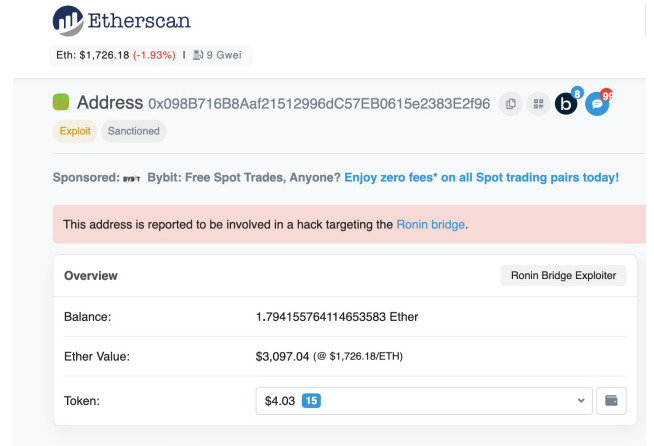 Etherscan
Eth: $1,726.18 (-1.93%) | 9 Gwei
Address 0x098B716B8Aaf21512996dC57EB0615e2383E2f96 b 8 99
Exploit Sanctioned
Sponsored: BYBIT Bybit: Free Spot Trades, Anyone? Enjoy zero fees* on all Spot trading pairs today!
This address is reported to be involved in a hack targeting the Ronin bridge.
Overview Ronin Bridge Exploiter
Balance: 1.794155764114653583 Ether
Ether Value: $3,097.04 (@ $1,726.18/ETH)
Token: $4.03 15